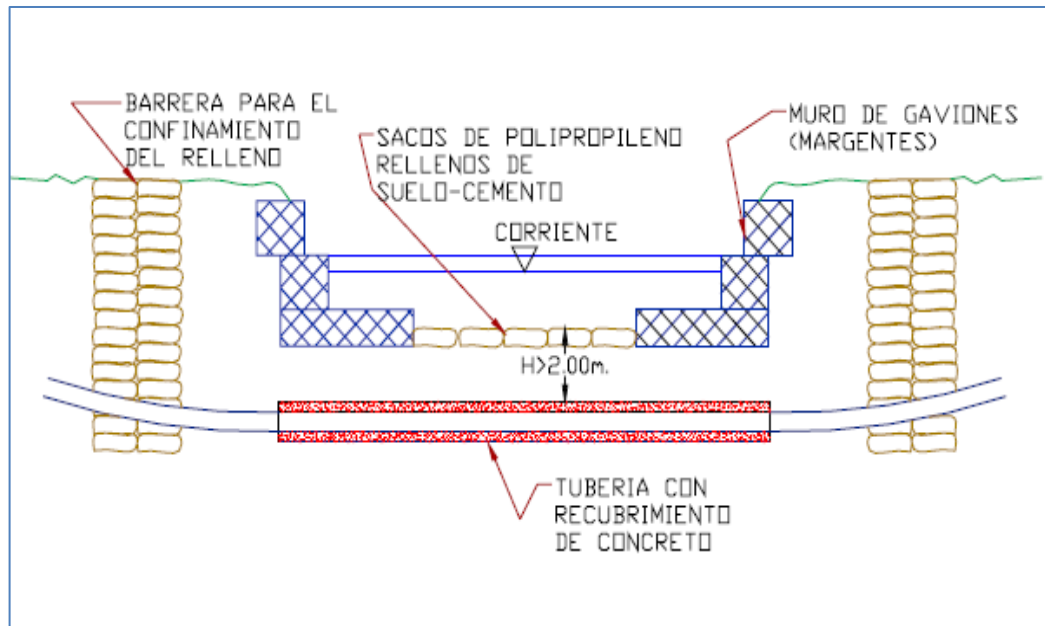 BARRERA PARA EL
CONFINAMIENTO
DEL RELLENO
SACOS DE POLIPROPILENO
RELLENOS DE
SUELO-CEMENTO
MURO DE GAVIONES
(MARGENTES)
CORRIENTE
H>2.00m.
TUBERIA CON
RECUBRIMIENTO
DE CONCRETO